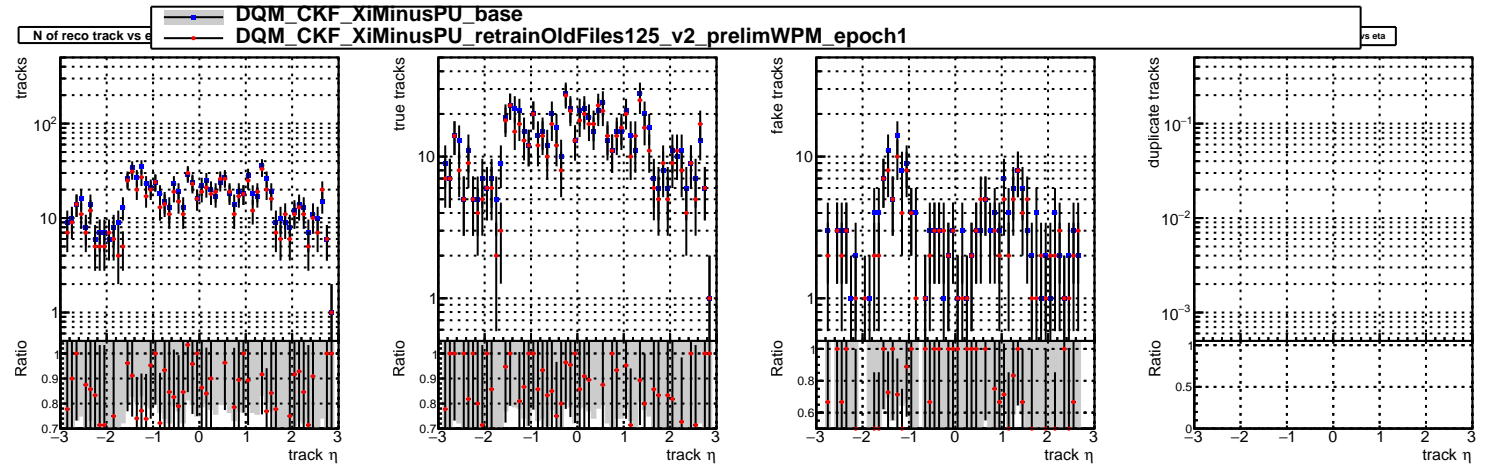 DQM_CKF_XiMinusPU_base
DQM_CKF_XiMinusPU_retrainOldFiles125_v2_prelimWPM_epoch1
N of reco track vs e
vs eta
tracks
10²
10
1
Ratio
1
0.9
0.8
0.7
−3 −2 −1 0 1 2 3
track η
true tracks
10
1
Ratio
1
0.9
0.8
0.7
−3 −2 −1 0 1 2 3
track η
fake tracks
10
1
Ratio
1
0.8
0.6
−3 −2 −1 0 1 2 3
track η
duplicate tracks
10⁻¹
10⁻²
10⁻³
Ratio
1
0.5
0
−3 −2 −1 0 1 2 3
track η